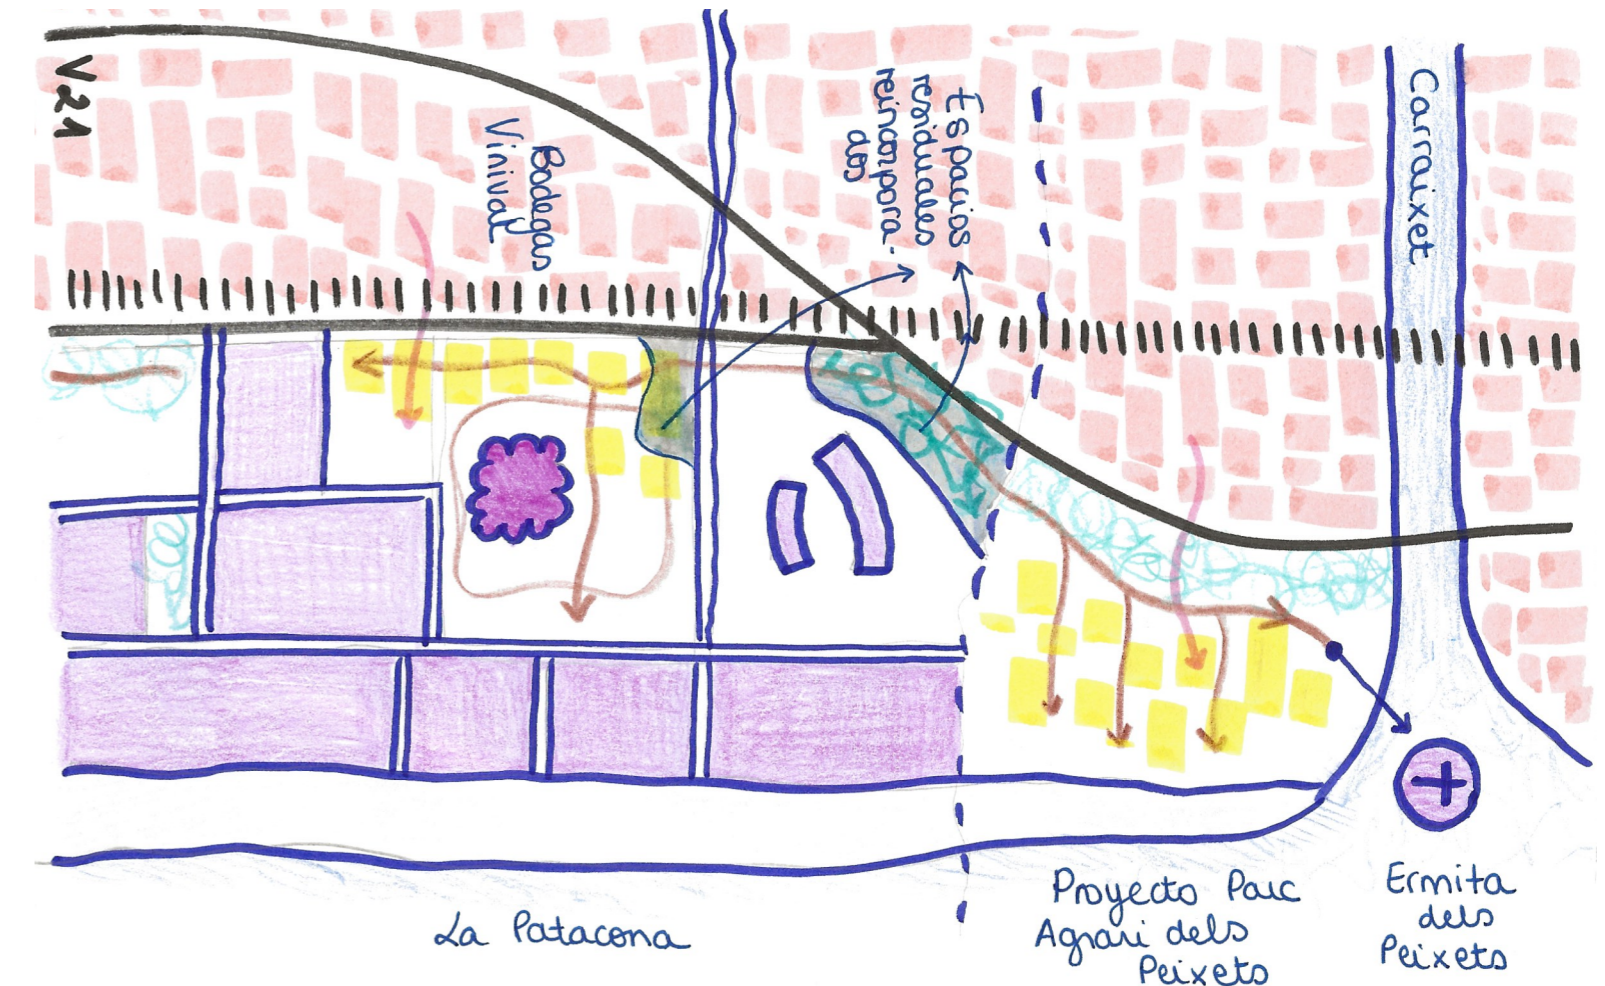 V21
Bodegas
Vinival
Espacios
residuales
reincorpora-
dos
Carraixet
La Patacona
Proyecto Parc
Agrari dels
Peixets
Ermita
dels
Peixets